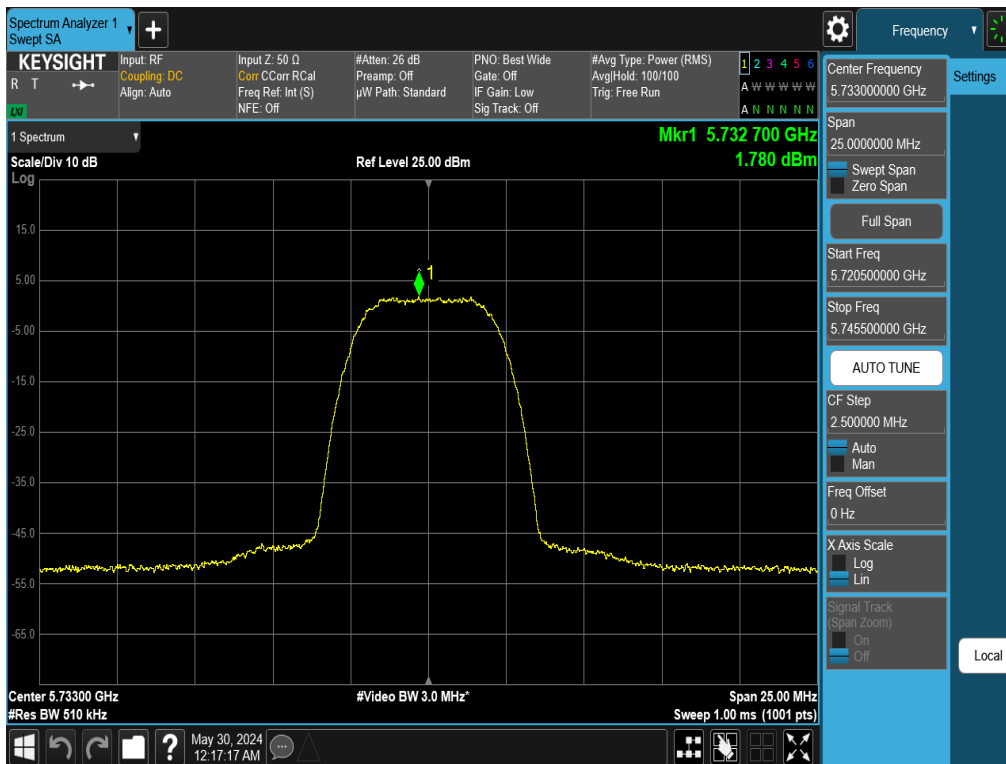 Spectrum Analyzer 1
Swept SA
Frequency
KEYSIGHT
R T
LXI
Input: RF
Coupling: DC
Align: Auto
Input Z: 50 Ω
Corr CCorr RCal
Freq Ref: Int (S)
NFE: Off
#Atten: 26 dB
Preamp: Off
µW Path: Standard
PNO: Best Wide
Gate: Off
IF Gain: Low
Sig Track: Off
#Avg Type: Power (RMS)
Avg|Hold: 100/100
Trig: Free Run
1 2 3 4 5 6
A W W W W W
A N N N N N
1 Spectrum
Scale/Div 10 dB
Log
Ref Level 25.00 dBm
Mkr1 5.732 700 GHz
1.780 dBm
15.0
5.00
-5.00
-15.0
-25.0
-35.0
-45.0
-55.0
-65.0
1
Center 5.73300 GHz
#Res BW 510 kHz
#Video BW 3.0 MHz*
Span 25.00 MHz
Sweep 1.00 ms (1001 pts)
Center Frequency
5.733000000 GHz
Settings
Span
25.0000000 MHz
Swept Span
Zero Span
Full Span
Start Freq
5.720500000 GHz
Stop Freq
5.745500000 GHz
AUTO TUNE
CF Step
2.500000 MHz
Auto
Man
Freq Offset
0 Hz
X Axis Scale
Log
Lin
Signal Track
(Span Zoom)
On
Off
Local
?
May 30, 2024
12:17:17 AM